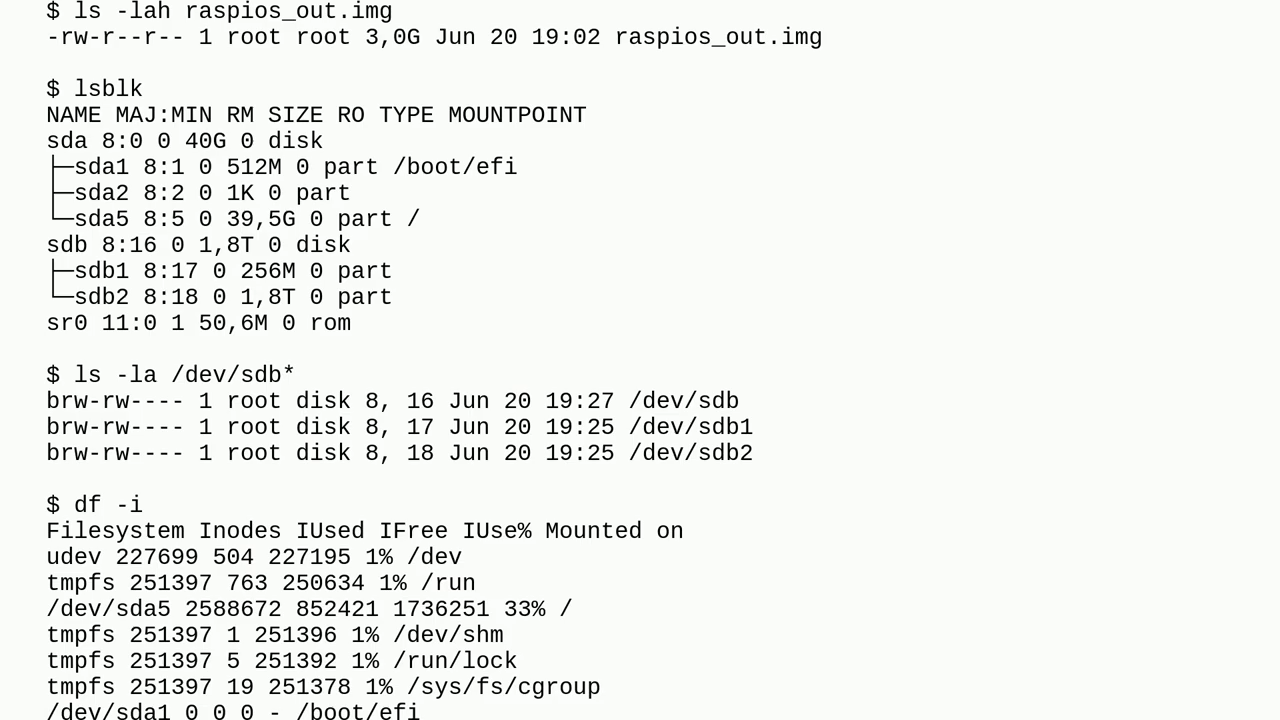 $ ls -lah raspios_out.img
-rw-r--r-- 1 root root 3,0G Jun 20 19:02 raspios_out.img
$ lsblk
NAME MAJ:MIN RM SIZE RO TYPE MOUNTPOINT
sda 8:0 0 40G 0 disk
├─sda1 8:1 0 512M 0 part /boot/efi
├─sda2 8:2 0 1K 0 part
└─sda5 8:5 0 39,5G 0 part /
sdb 8:16 0 1,8T 0 disk
├─sdb1 8:17 0 256M 0 part
└─sdb2 8:18 0 1,8T 0 part
sr0 11:0 1 50,6M 0 rom
$ ls -la /dev/sdb*
brw-rw---- 1 root disk 8, 16 Jun 20 19:27 /dev/sdb
brw-rw---- 1 root disk 8, 17 Jun 20 19:25 /dev/sdb1
brw-rw---- 1 root disk 8, 18 Jun 20 19:25 /dev/sdb2
$ df -i
Filesystem Inodes IUsed IFree IUse% Mounted on
udev 227699 504 227195 1% /dev
tmpfs 251397 763 250634 1% /run
/dev/sda5 2588672 852421 1736251 33% /
tmpfs 251397 1 251396 1% /dev/shm
tmpfs 251397 5 251392 1% /run/lock
tmpfs 251397 19 251378 1% /sys/fs/cgroup
/dev/sda1 0 0 0 - /boot/efi